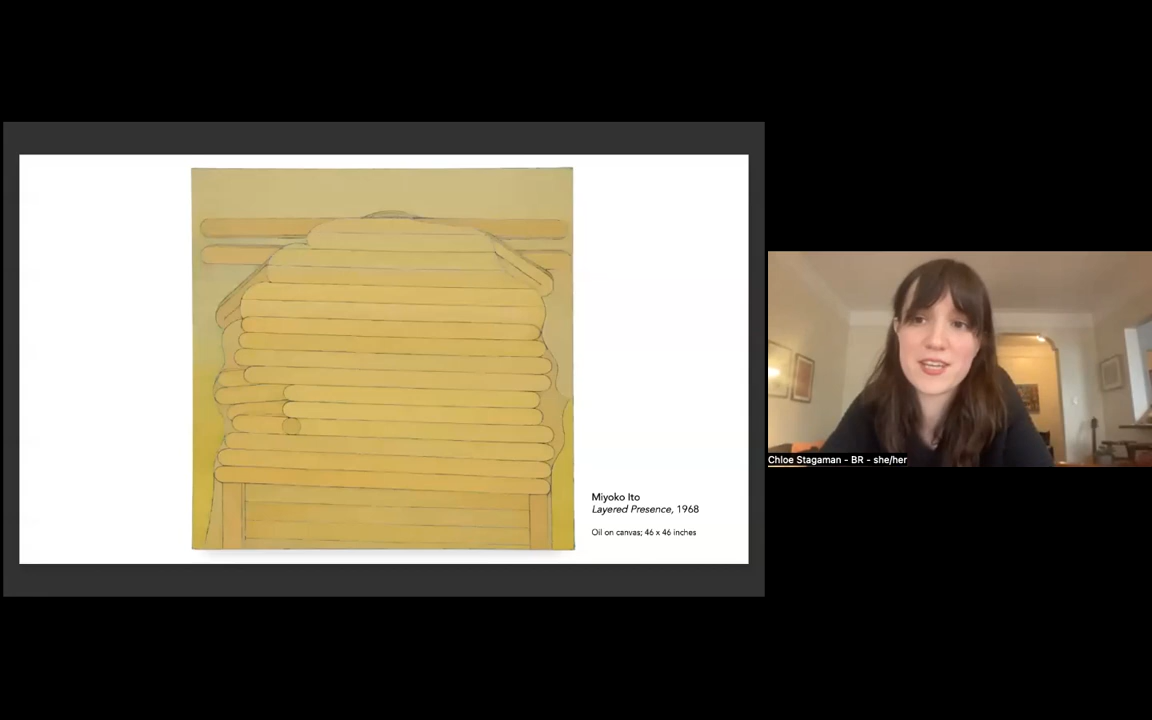 Miyoko Ito
Layered Presence, 1968
Oil on canvas; 46 x 46 inches
Chloe Stagaman - BR - she/her